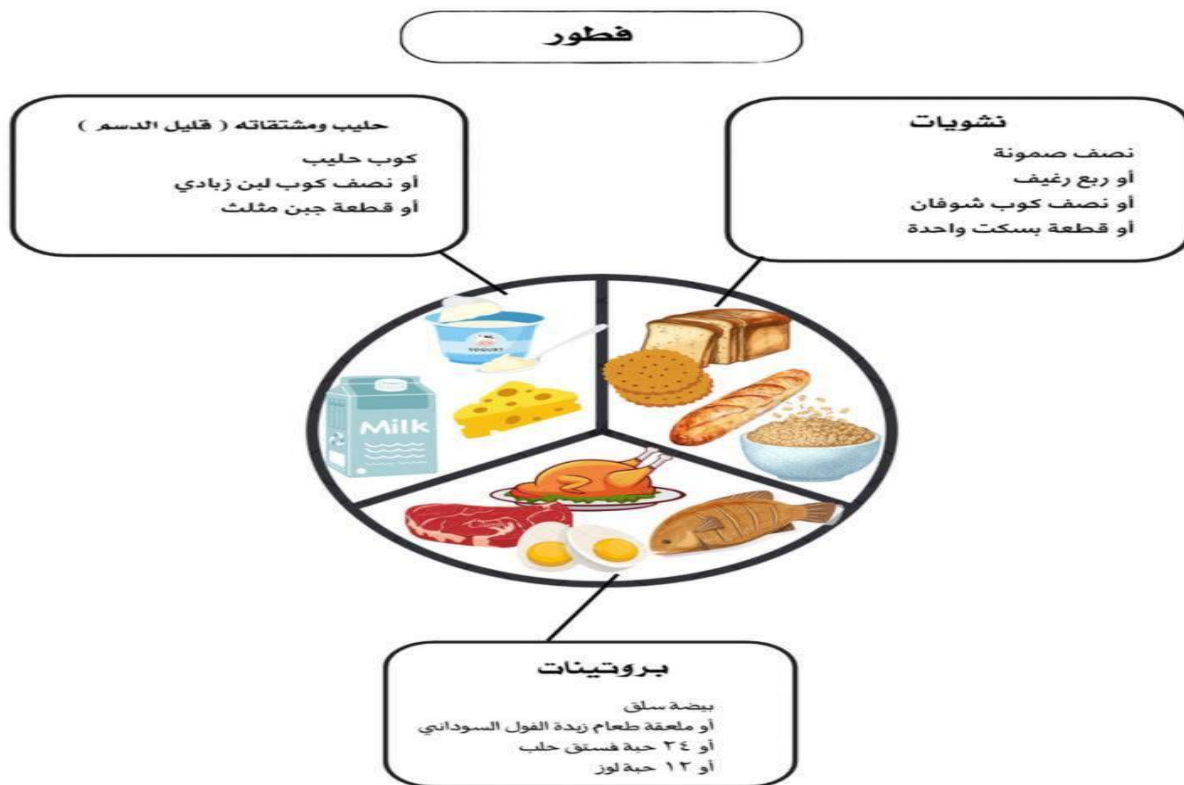 فطور
نشويات
نصف صمونة
أو ربع رغيف
أو نصف كوب شوفان
أو قطعة بسكت واحدة
حليب ومشتقاته ( قليل الدسم )
كوب حليب
أو نصف كوب لبن زبادي
أو قطعة جبن مثلث
YOGURT
Milk
بروتينات
بيضة سلق
أو ملعقة طعام زبدة الفول السوداني
أو ٢٤ حبة فستق حلب
أو ١٢ حبة لوز